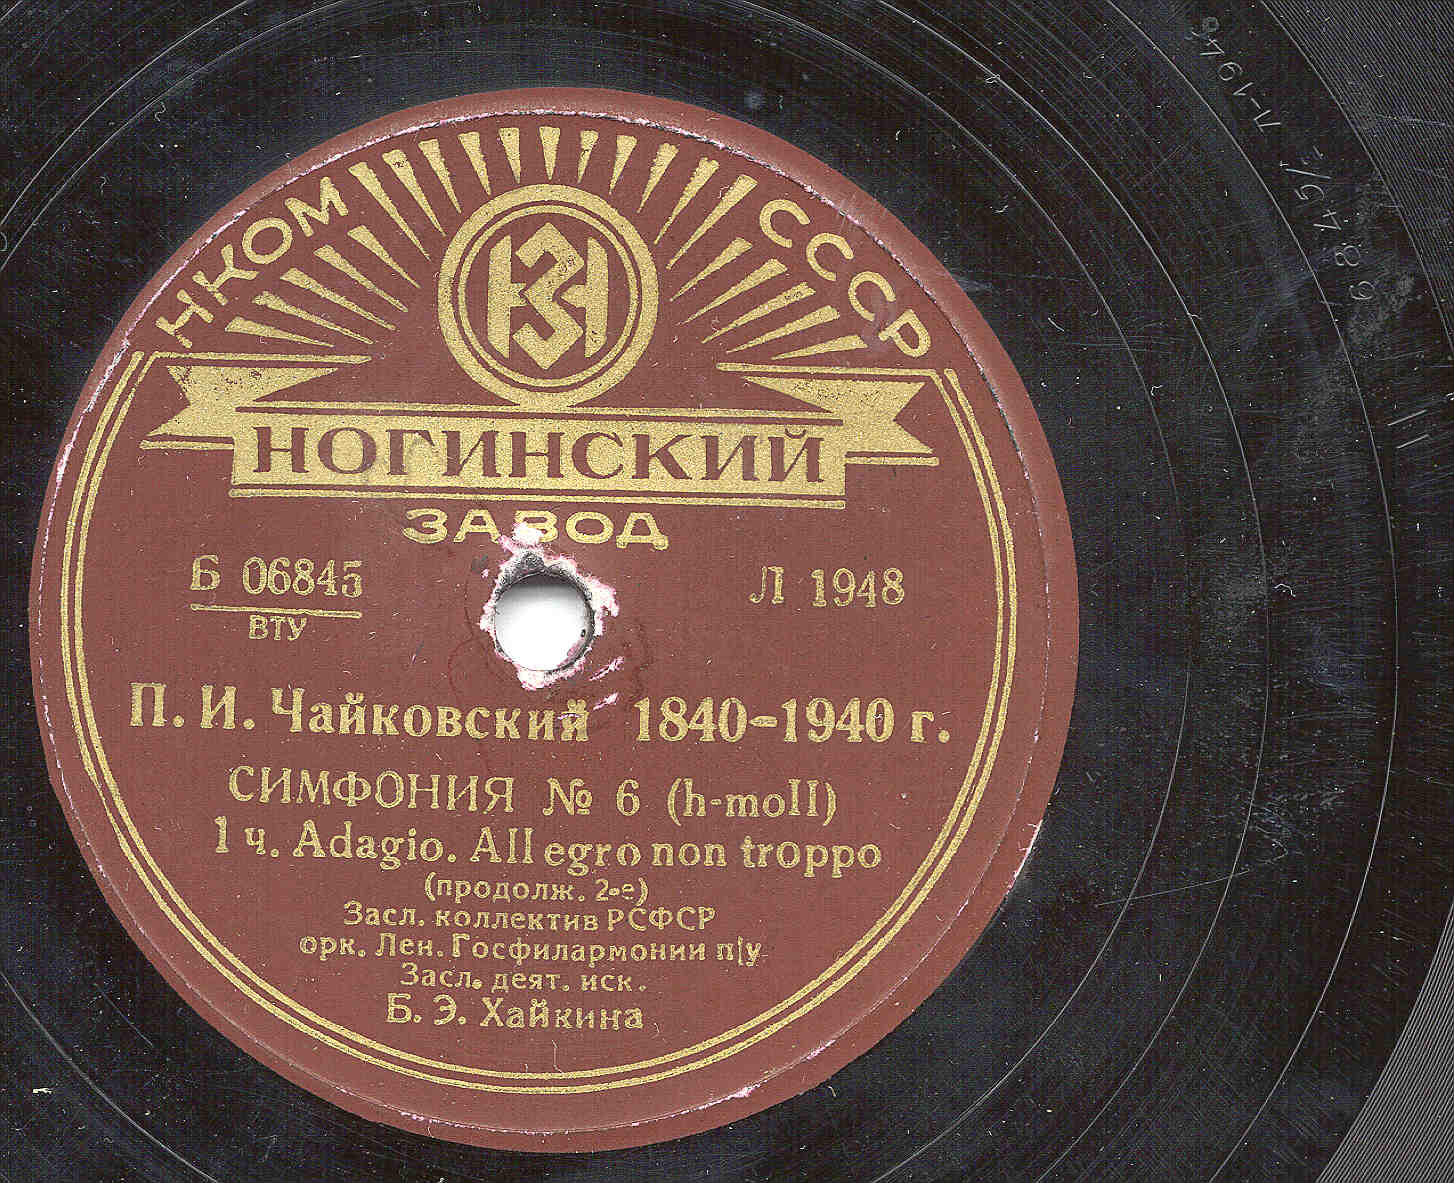 НКОМ СССР
НЗ
НОГИНСКИЙ
ЗАВОД
Б 06845
ВТУ
Л 1948
П. И. Чайковский 1840-1940 г.
СИМФОНИЯ № 6 (h-moll)
1 ч. Adagio. Allegro non troppo
(продолж. 2-е)
Засл. коллектив РСФСР
орк. Лен. Госфилармонии п/у
Засл. деят. иск.
Б. Э. Хайкина